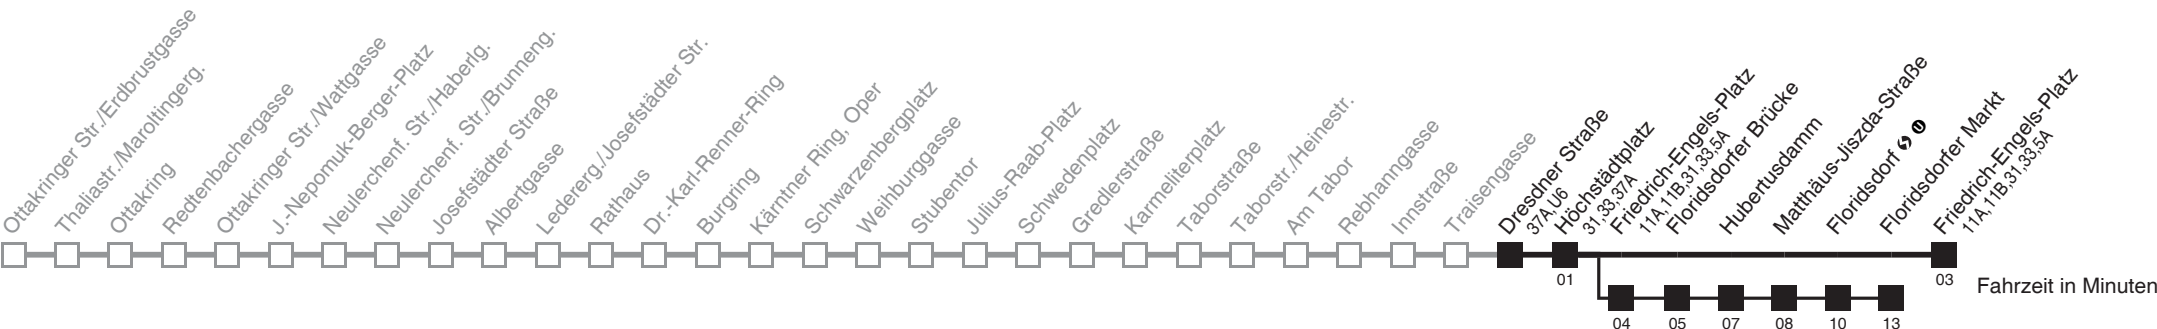 Ottakringer Str./Erdbrustgasse
Thaliastr./Maroltingerg.
Ottakring
Redtenbachergasse
Ottakringer Str./Wattgasse
J.-Nepomuk-Berger-Platz
Neulerchenf. Str./Haberlg.
Neulerchenf. Str./Brunneng.
Josefstädter Straße
Albertgasse
Ledererg./Josefstädter Str.
Rathaus
Dr.-Karl-Renner-Ring
Burgring
Kärntner Ring, Oper
Schwarzenbergplatz
Weihburggasse
Stubentor
Julius-Raab-Platz
Schwedenplatz
Gredlerstraße
Karmeliterplatz
Taborstraße
Taborstr./Heinestr.
Am Tabor
Rebhanngasse
Innstraße
Traisengasse
Dresdner Straße
37A,U6
Höchstädtplatz
31,33,37A
Friedrich-Engels-Platz
11A,11B,31,33,5A
Floridsdorfer Brücke
Hubertusdamm
Matthäus-Jiszda-Straße
Floridsdorf S U
Floridsdorfer Markt
Friedrich-Engels-Platz
11A,11B,31,33,5A
01
03
Fahrzeit in Minuten
04
05
07
08
10
13